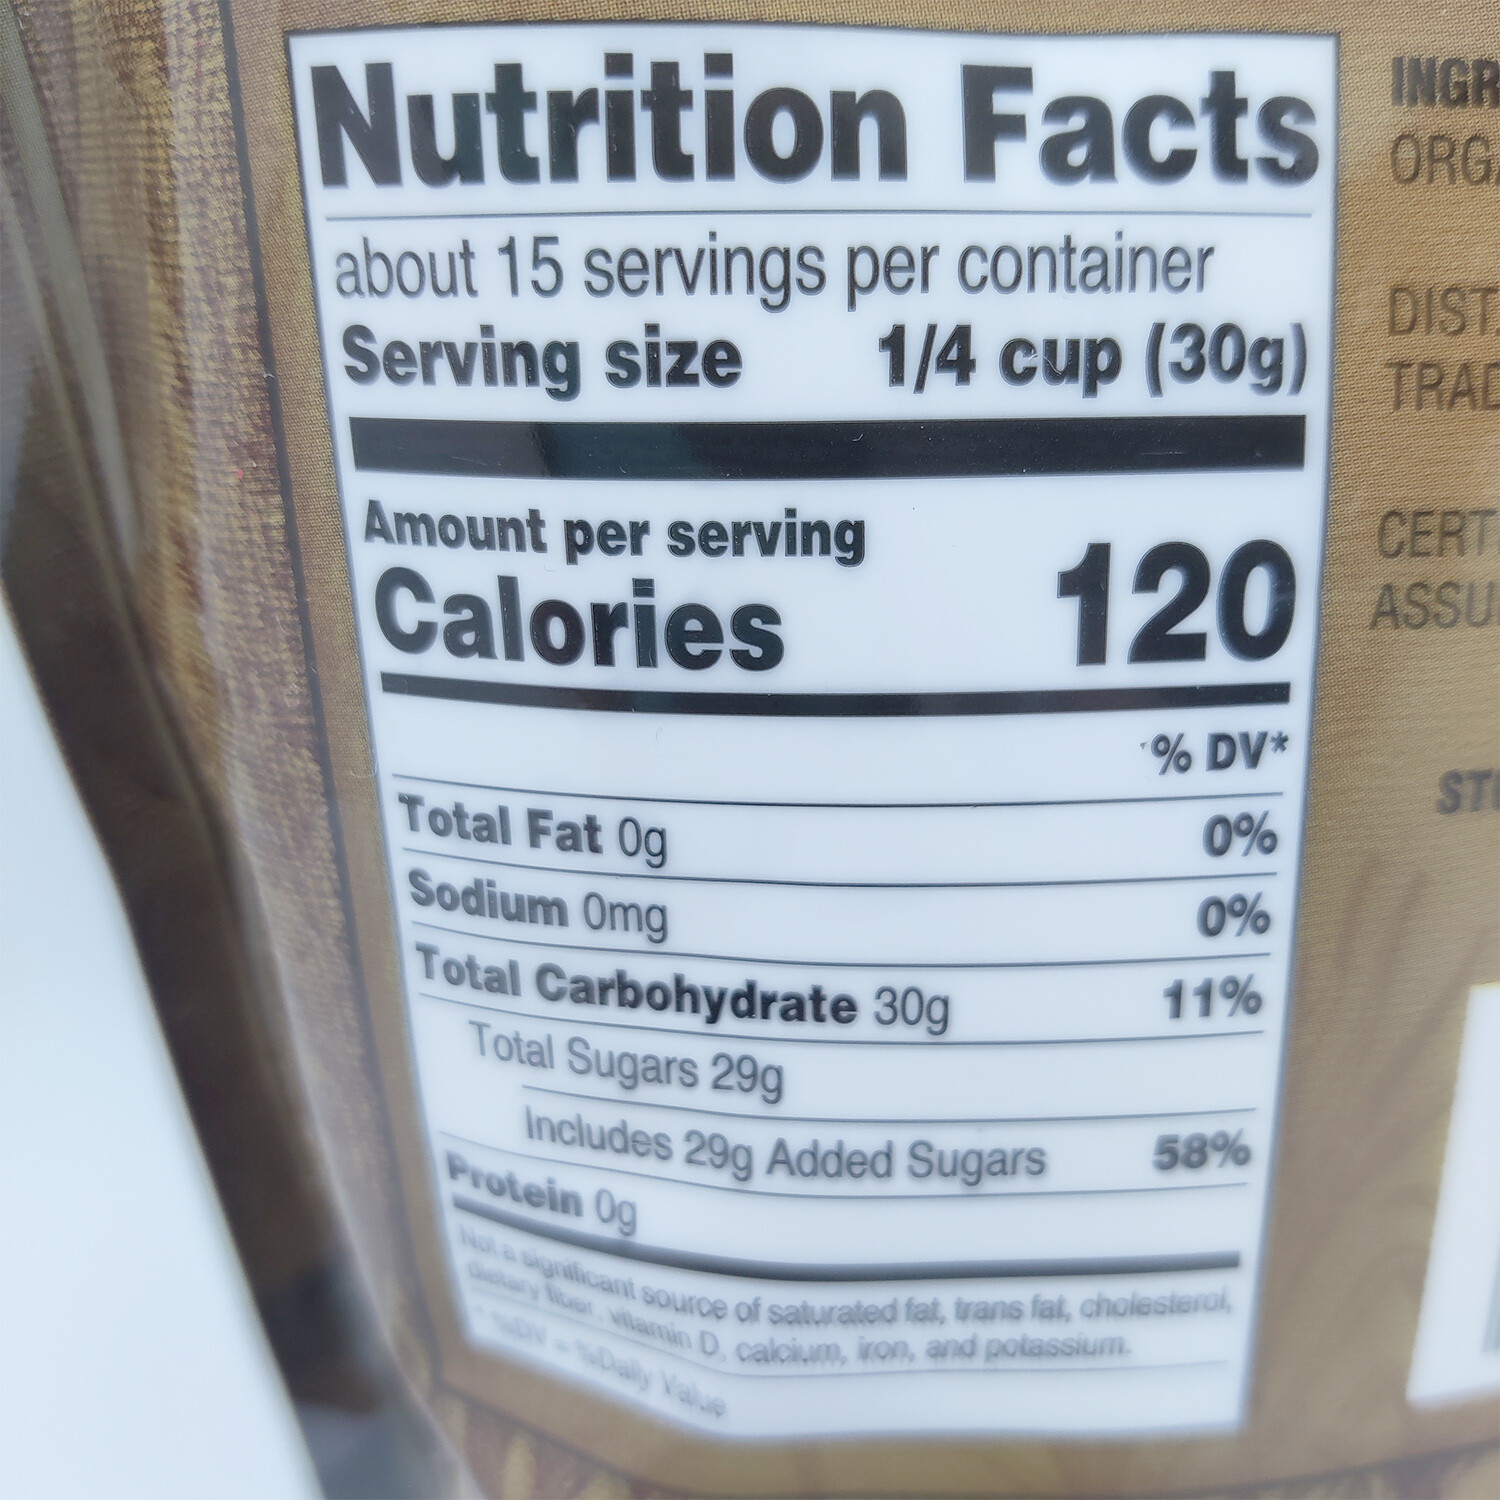 Nutrition Facts
about 15 servings per container
Serving size 1/4 cup (30g)
Amount per serving
Calories 120
% DV*
Total Fat 0g 0%
Sodium 0mg 0%
Total Carbohydrate 30g 11%
Total Sugars 29g
Includes 29g Added Sugars 58%
Protein 0g
Not a significant source of saturated fat, trans fat, cholesterol,
dietary fiber, vitamin D, calcium, iron, and potassium.
* %DV = %Daily Value
INGR
ORGA
DIST.
TRAD
CERT
ASSU
STO